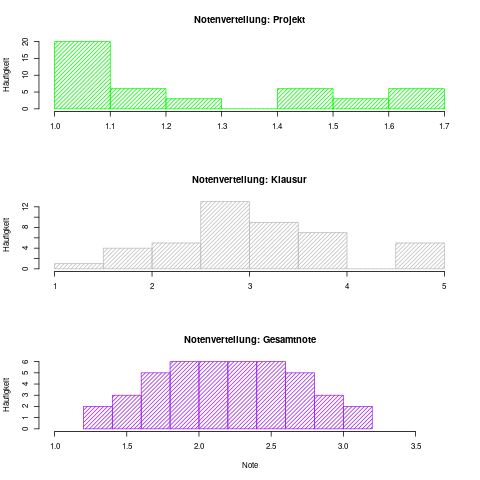 Notenverteilung: Projekt
Häufigkeit
0 5 10 15 20
1.0 1.1 1.2 1.3 1.4 1.5 1.6 1.7
Notenverteilung: Klausur
Häufigkeit
0 4 8 12
1 2 3 4 5
Notenverteilung: Gesamtnote
Häufigkeit
0 1 2 3 4 5 6
1.0 1.5 2.0 2.5 3.0 3.5
Note